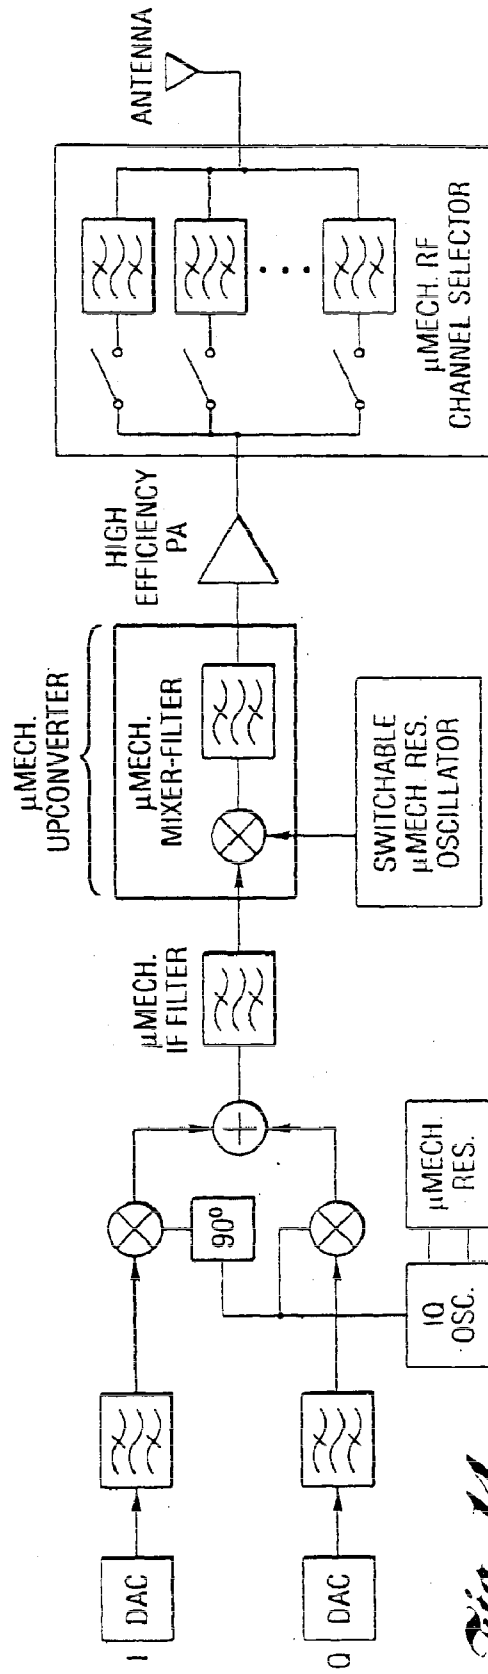 I
DAC
Q
DAC
90°
IQ
OSC.
µMECH.
RES.
µMECH.
IF FILTER
µMECH.
UPCONVERTER
µMECH.
MIXER-FILTER
SWITCHABLE
µMECH. RES.
OSCILLATOR
HIGH
EFFICIENCY
PA
µMECH. RF
CHANNEL SELECTOR
ANTENNA
Fig.